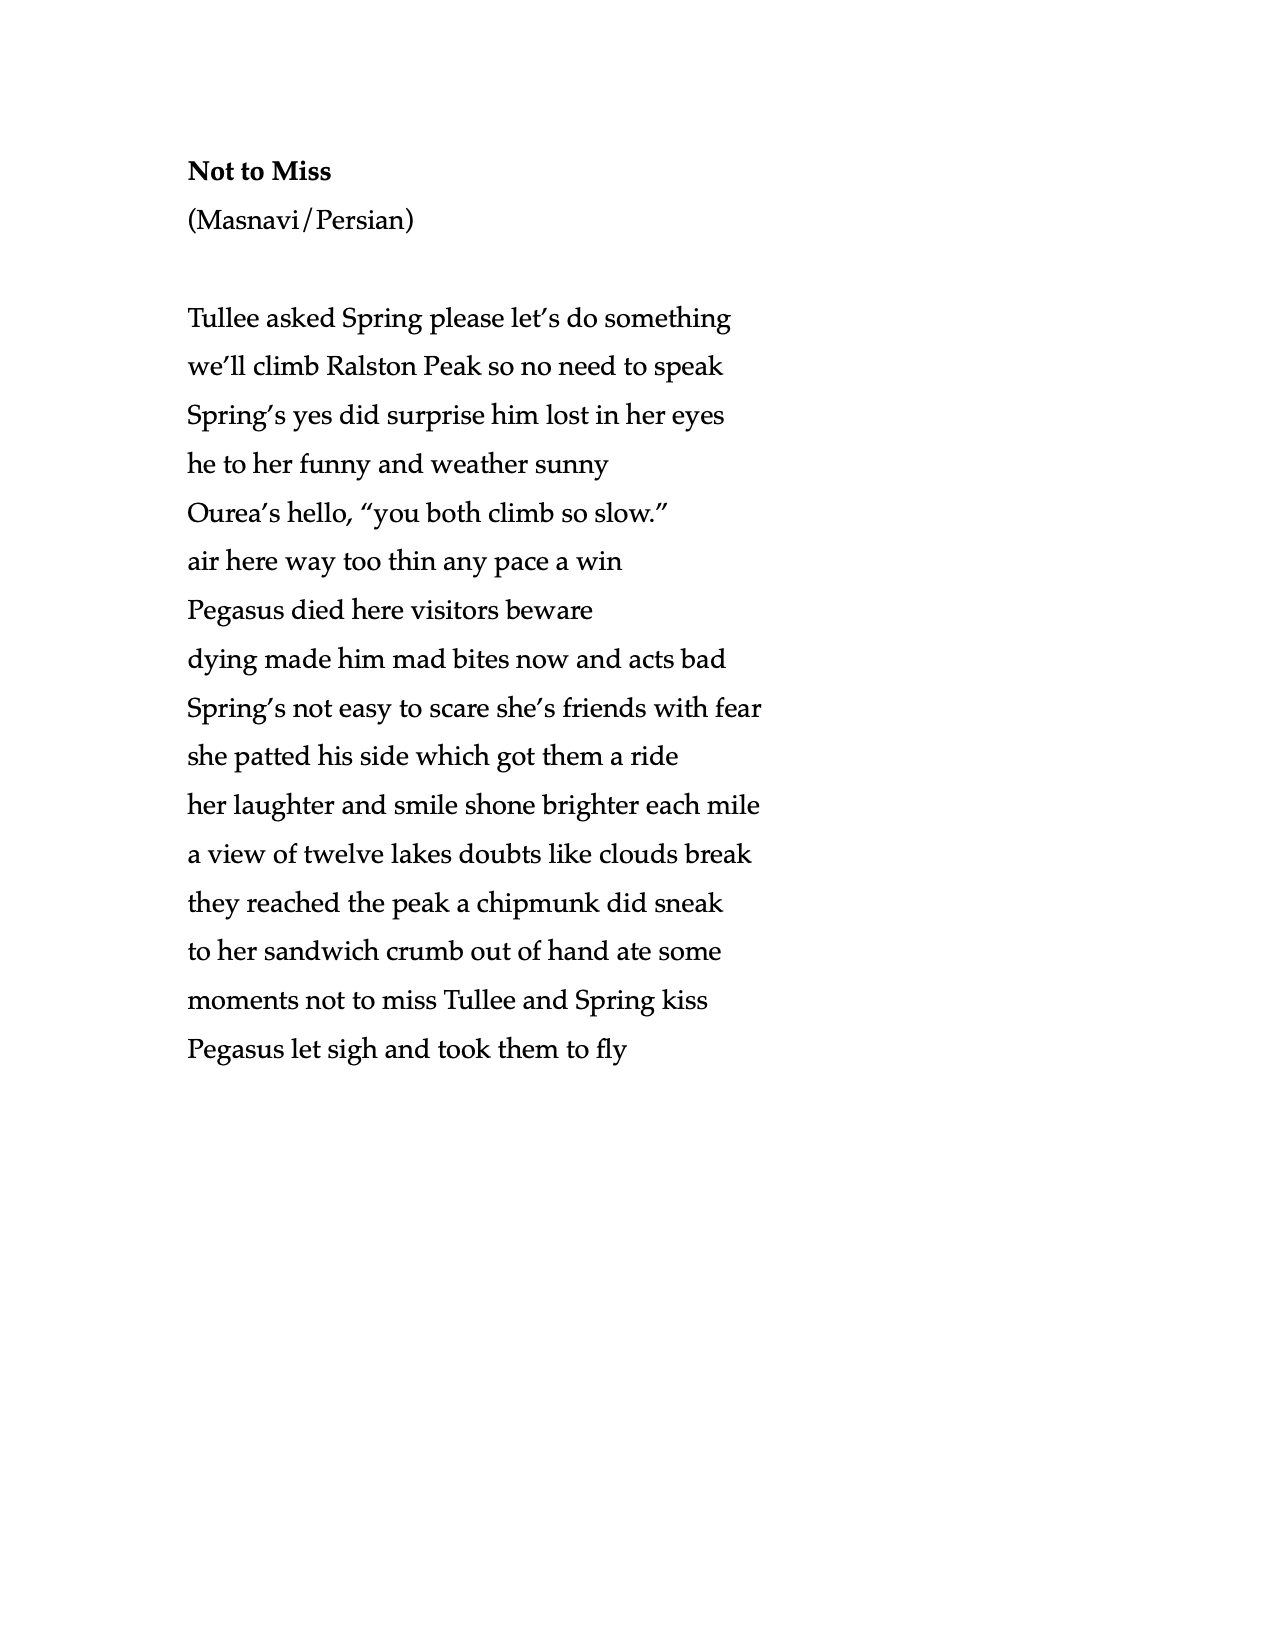 Not to Miss
(Masnavi/Persian)
Tullee asked Spring please let’s do something
we’ll climb Ralston Peak so no need to speak
Spring’s yes did surprise him lost in her eyes
he to her funny and weather sunny
Ourea’s hello, “you both climb so slow.”
air here way too thin any pace a win
Pegasus died here visitors beware
dying made him mad bites now and acts bad
Spring’s not easy to scare she’s friends with fear
she patted his side which got them a ride
her laughter and smile shone brighter each mile
a view of twelve lakes doubts like clouds break
they reached the peak a chipmunk did sneak
to her sandwich crumb out of hand ate some
moments not to miss Tullee and Spring kiss
Pegasus let sigh and took them to fly